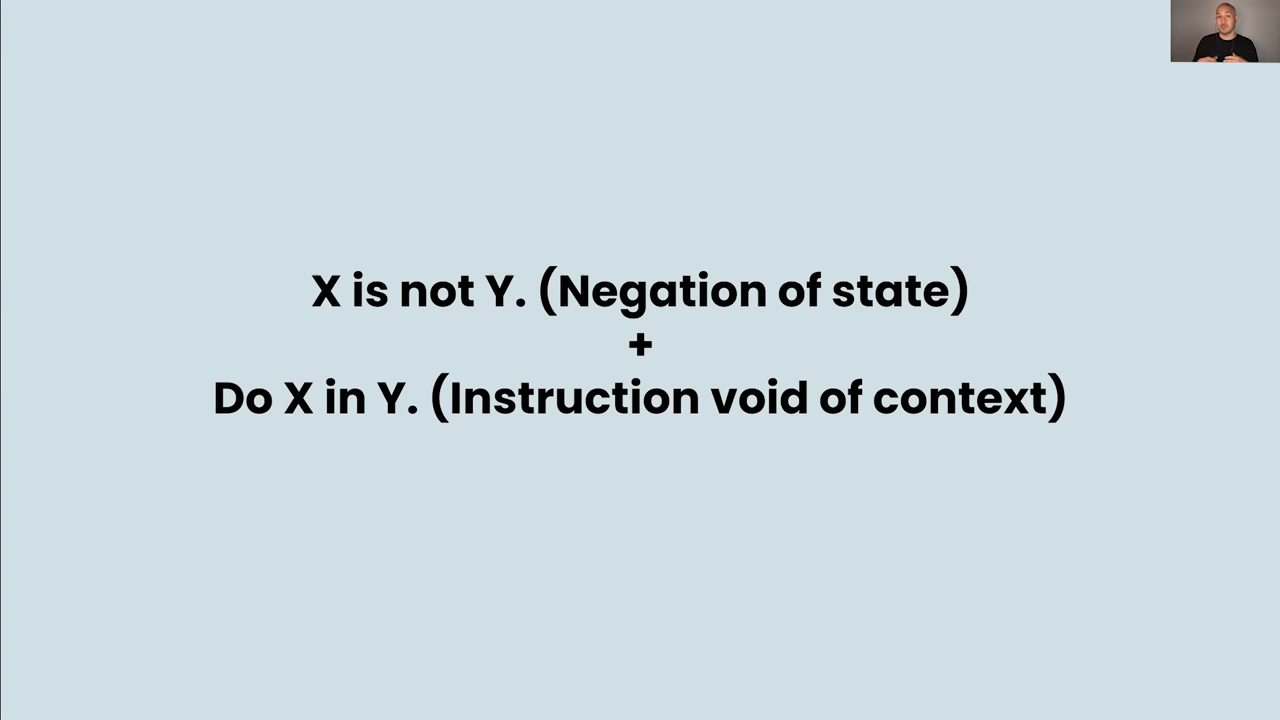 X is not Y. (Negation of state)
+
Do X in Y. (Instruction void of context)